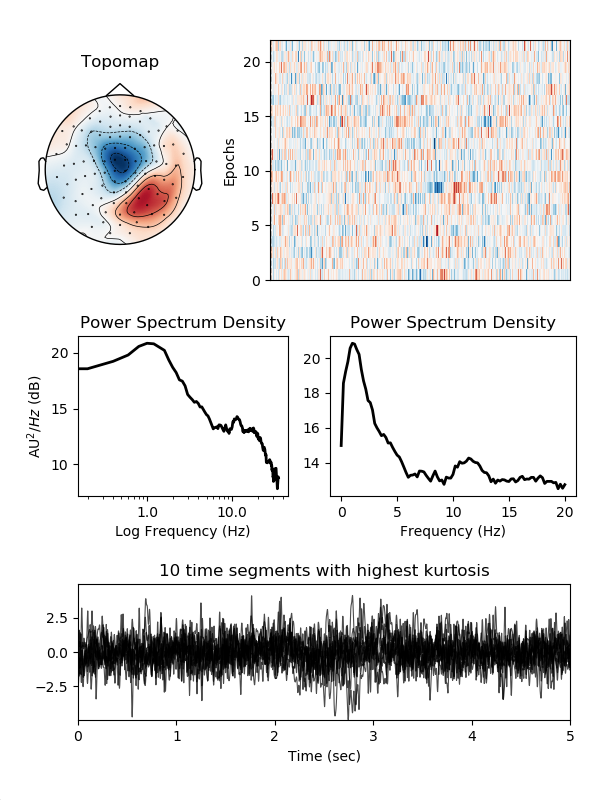 Topomap
Epochs
20
15
10
5
0
Power Spectrum Density
AU²/Hz (dB)
20
15
10
1.0 10.0
Log Frequency (Hz)
Power Spectrum Density
20
18
16
14
0 5 10 15 20
Frequency (Hz)
10 time segments with highest kurtosis
2.5
0.0
−2.5
0 1 2 3 4 5
Time (sec)